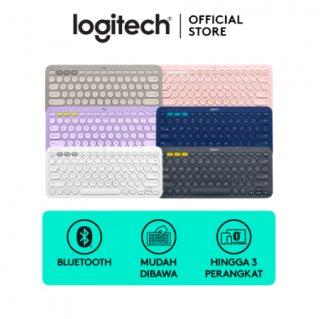 logitech
OFFICIAL
STORE
BLUETOOTH
MUDAH
DIBAWA
HINGGA 3
PERANGKAT